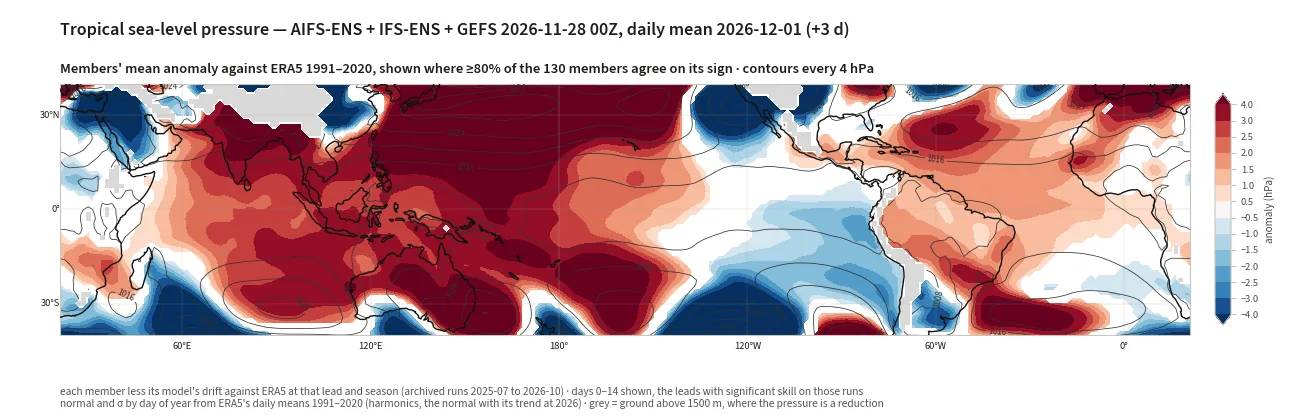 Tropical sea-level pressure — AIFS-ENS + IFS-ENS + GEFS 2026-11-28 00Z, daily mean 2026-12-01 (+3 d)
Members' mean anomaly against ERA5 1991–2020, shown where ≥80% of the 130 members agree on its sign · contours every 4 hPa
30°N
0°
30°S
60°E
120°E
180°
120°W
60°W
0°
1016
1016
1008
1016
4.0
3.0
2.5
2.0
1.5
1.0
0.5
−0.5
−1.0
−1.5
−2.0
−2.5
−3.0
−4.0
anomaly (hPa)
each member less its model's drift against ERA5 at that lead and season (archived runs 2025-07 to 2026-10) · days 0–14 shown, the leads with significant skill on those runs
normal and σ by day of year from ERA5's daily means 1991–2020 (harmonics, the normal with its trend at 2026) · grey = ground above 1500 m, where the pressure is a reduction